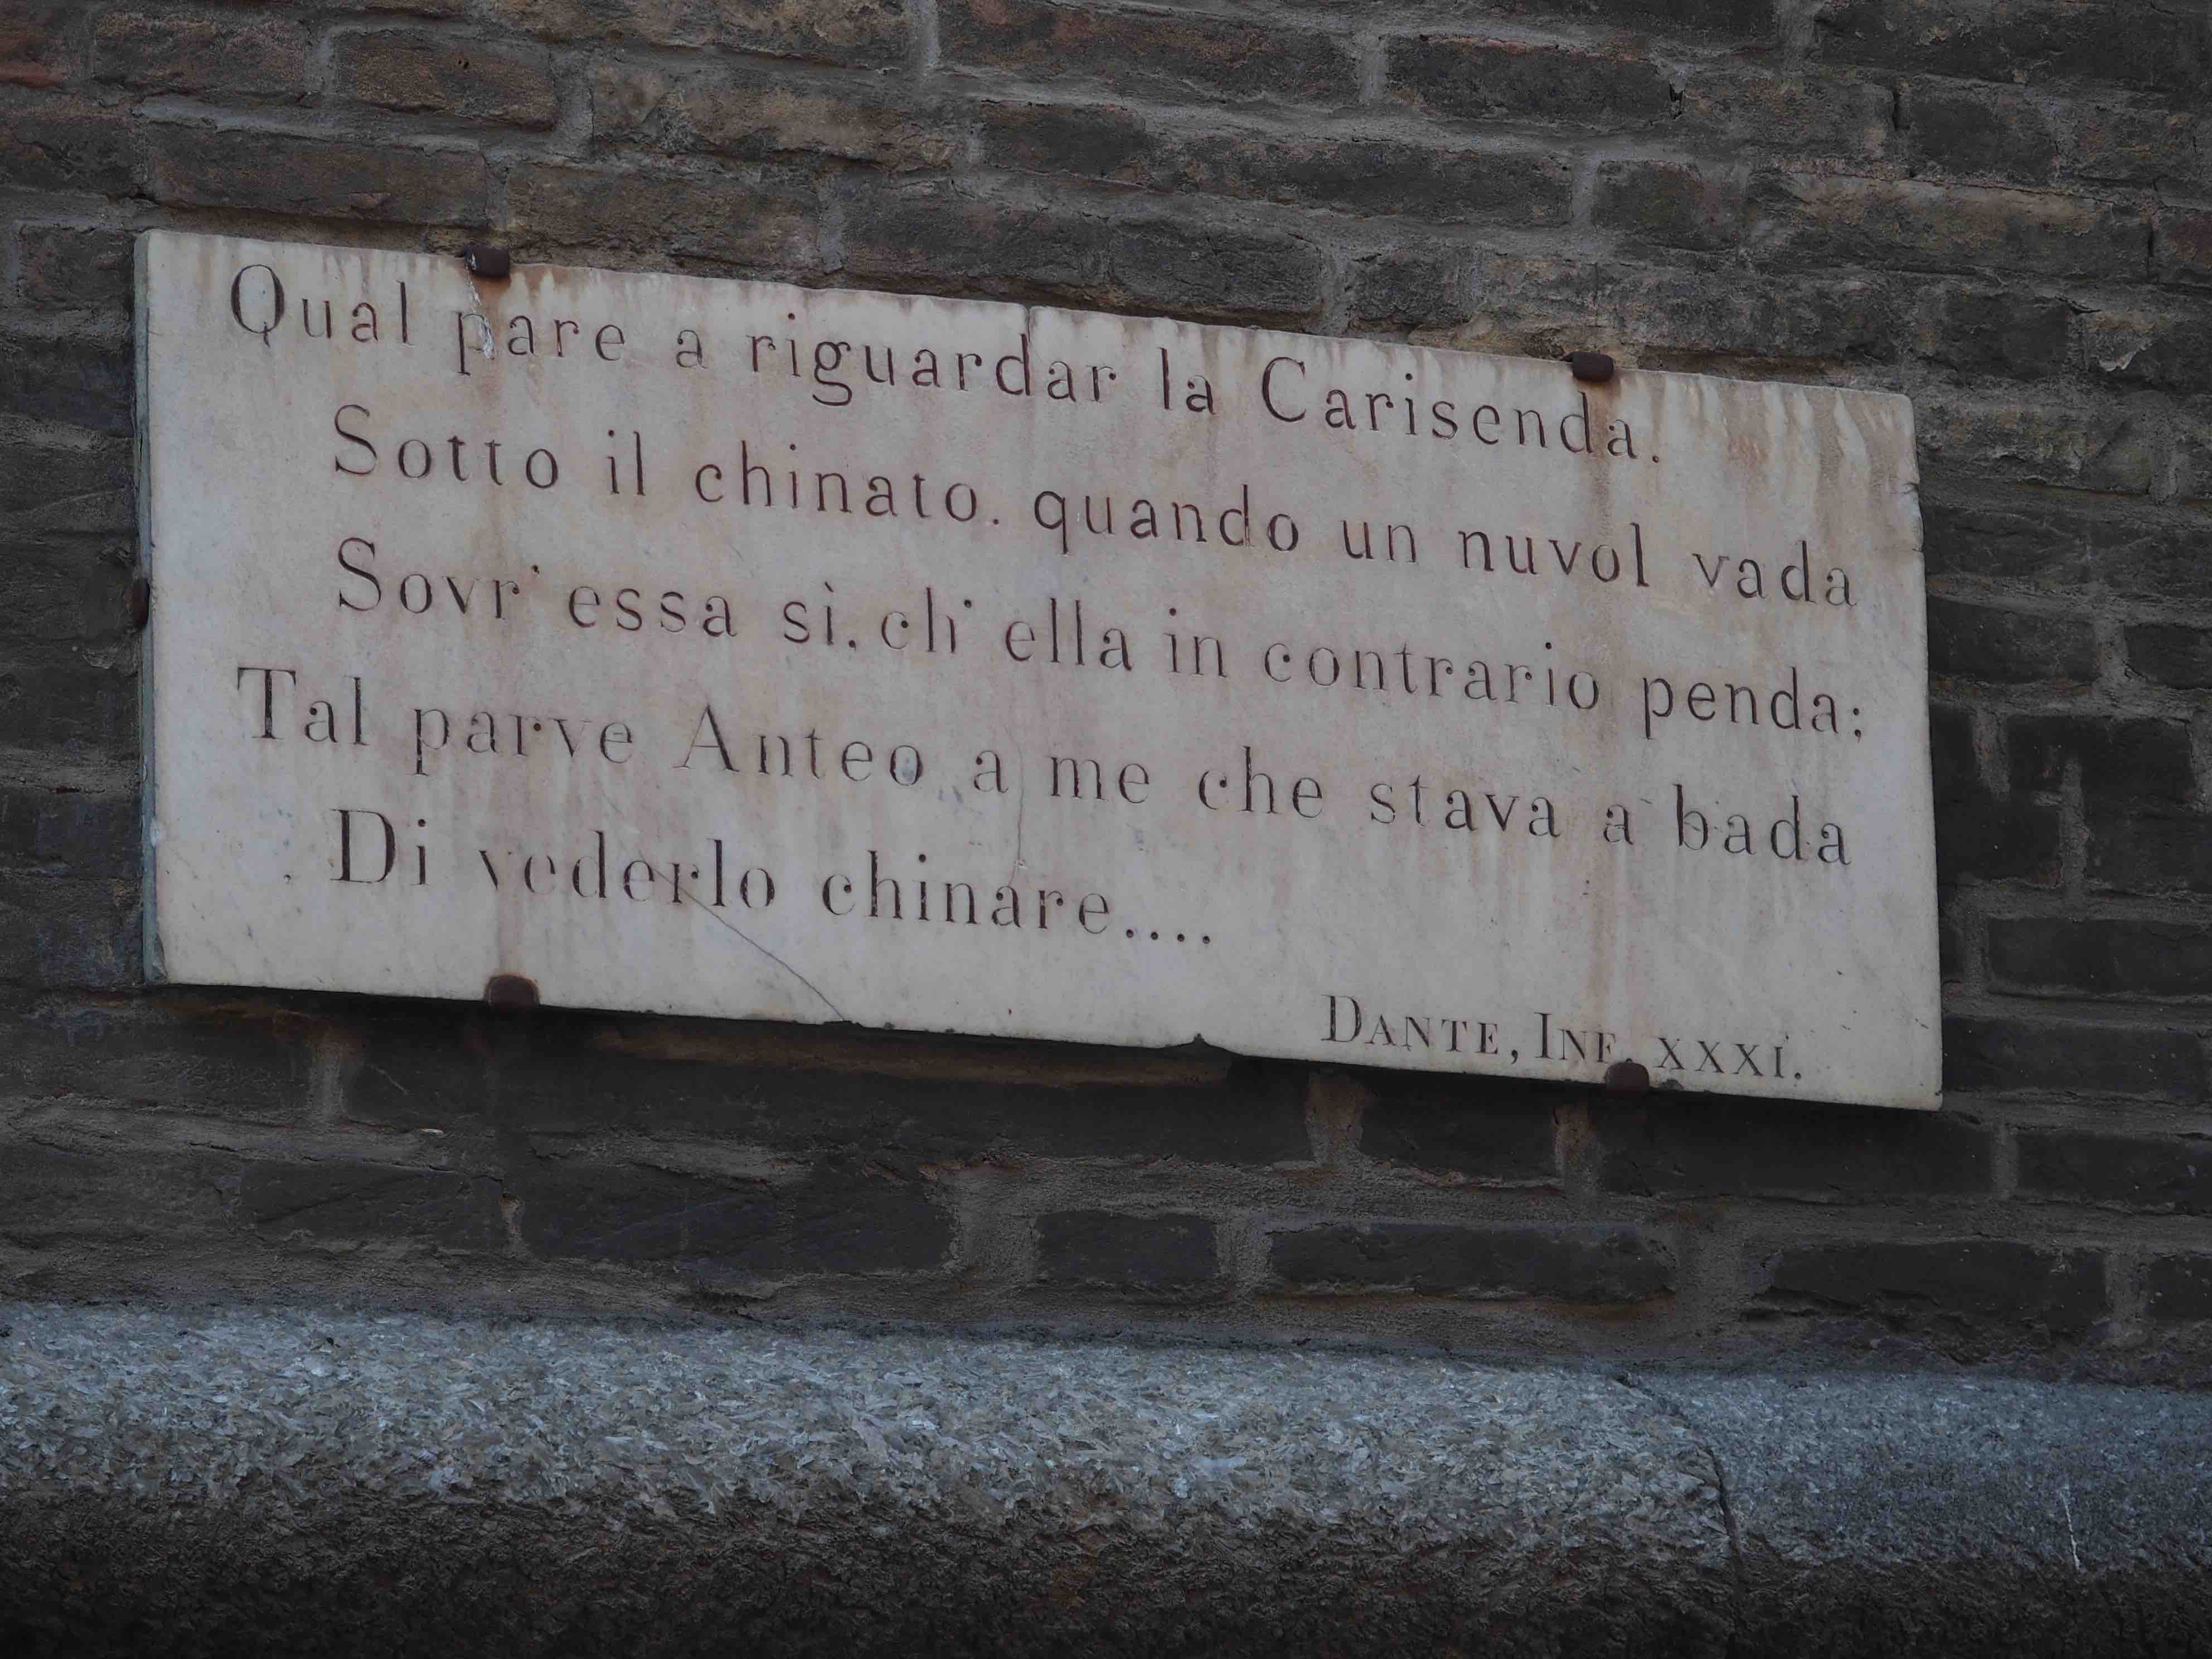 Qual pare a riguardar la Carisenda.
Sotto il chinato. quando un nuvol vada
Sovr' essa sì. ch' ella in contrario penda;
Tal parve Anteo a me che stava a bada
Di vederlo chinare....
DANTE, INF. XXXI.